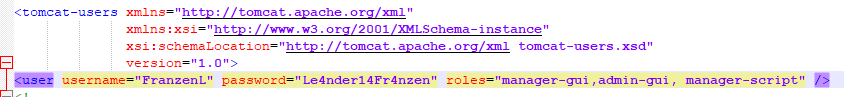 <tomcat-users xmlns="http://tomcat.apache.org/xml"
xmlns:xsi="http://www.w3.org/2001/XMLSchema-instance"
xsi:schemaLocation="http://tomcat.apache.org/xml tomcat-users.xsd"
version="1.0">
<user username="FranzenL" password="Le4nder14Fr4nzen" roles="manager-gui,admin-gui, manager-script" />
<!